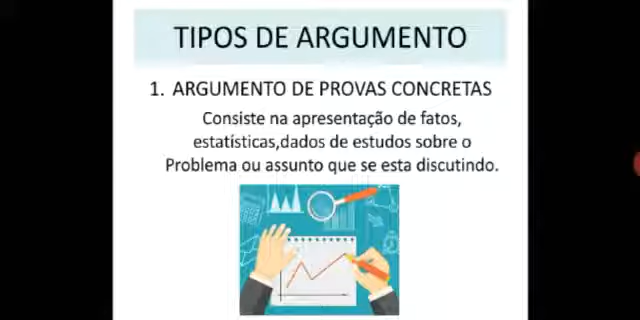 TIPOS DE ARGUMENTO
1. ARGUMENTO DE PROVAS CONCRETAS
Consiste na apresentação de fatos,
estatísticas,dados de estudos sobre o
Problema ou assunto que se esta discutindo.